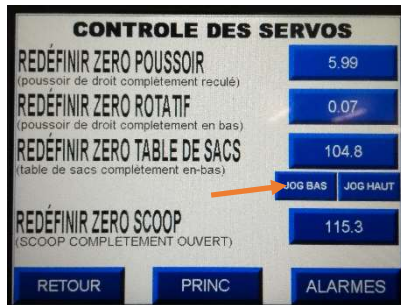 CONTROLE DES SERVOS
REDÉFINIR ZERO POUSSOIR 5.99
(poussoir de droit complètement reculé)
REDÉFINIR ZERO ROTATIF 0.07
(poussoir de droit completement en bas)
REDÉFINIR ZERO TABLE DE SACS 104.8
(table de sacs complètement en-bas)
JOG BAS JOG HAUT
REDÉFINIR ZERO SCOOP 115.3
(SCOOP COMPLÈTEMENT OUVERT)
RETOUR PRINC ALARMES